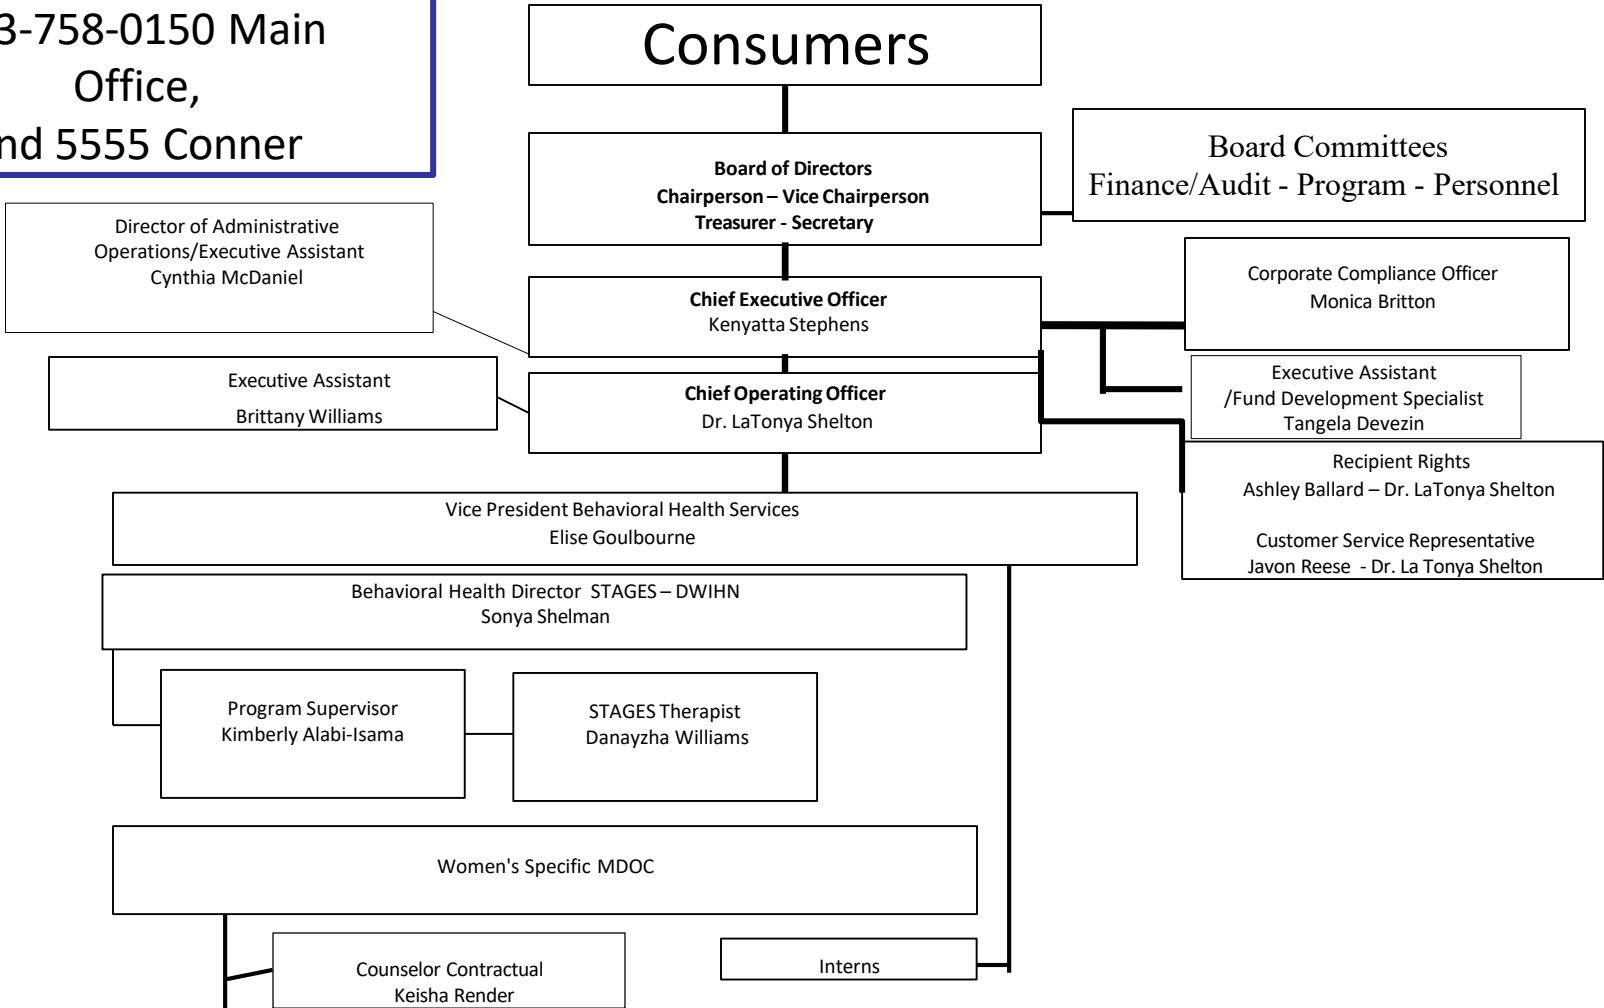 3-758-0150 Main
Office,
nd 5555 Conner
Consumers
Board of Directors
Chairperson – Vice Chairperson
Treasurer - Secretary
Board Committees
Finance/Audit - Program - Personnel
Director of Administrative
Operations/Executive Assistant
Cynthia McDaniel
Chief Executive Officer
Kenyatta Stephens
Corporate Compliance Officer
Monica Britton
Executive Assistant
Brittany Williams
Chief Operating Officer
Dr. LaTonya Shelton
Executive Assistant
/Fund Development Specialist
Tangela Devezin
Recipient Rights
Ashley Ballard – Dr. LaTonya Shelton
Customer Service Representative
Javon Reese - Dr. La Tonya Shelton
Vice President Behavioral Health Services
Elise Goulbourne
Behavioral Health Director STAGES – DWIHN
Sonya Shelman
Program Supervisor
Kimberly Alabi-Isama
STAGES Therapist
Danayzha Williams
Women's Specific MDOC
Counselor Contractual
Keisha Render
Interns